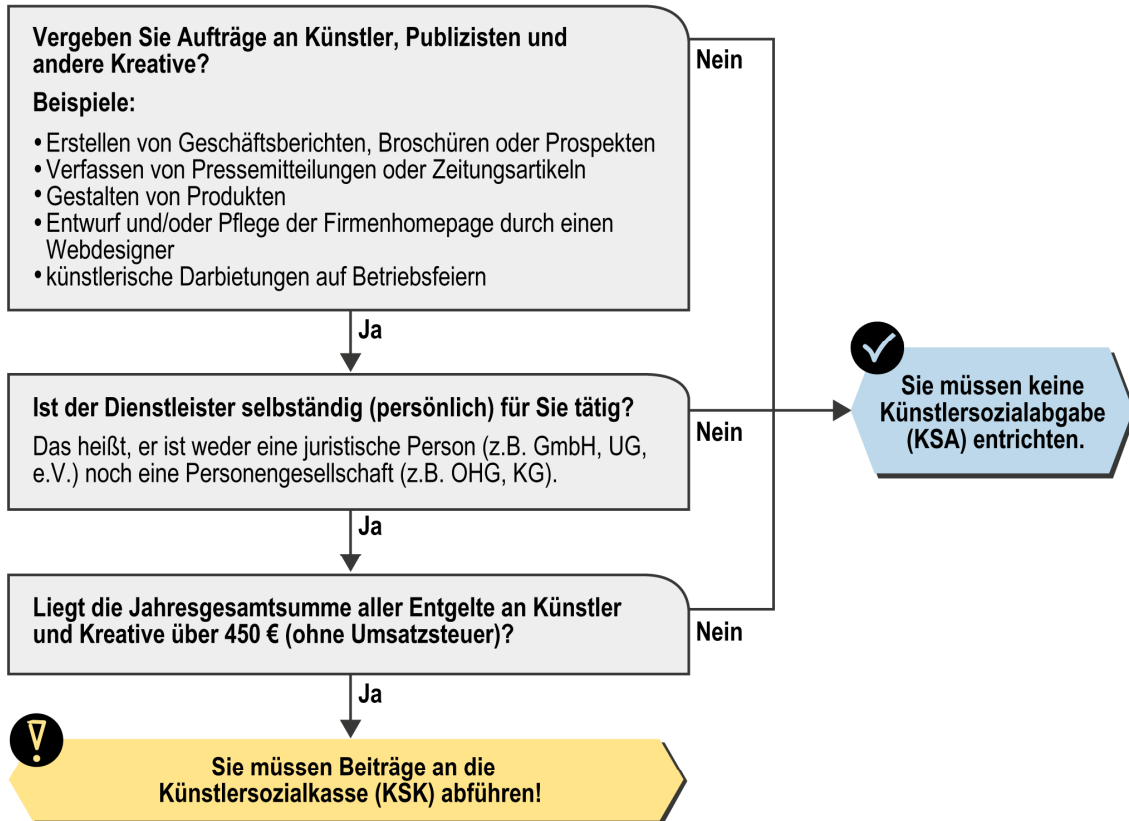 Vergeben Sie Aufträge an Künstler, Publizisten und
andere Kreative?
Beispiele:
• Erstellen von Geschäftsberichten, Broschüren oder Prospekten
• Verfassen von Pressemitteilungen oder Zeitungsartikeln
• Gestalten von Produkten
• Entwurf und/oder Pflege der Firmenhomepage durch einen
Webdesigner
• künstlerische Darbietungen auf Betriebsfeiern
Nein
Ja
Ist der Dienstleister selbständig (persönlich) für Sie tätig?
Das heißt, er ist weder eine juristische Person (z.B. GmbH, UG,
e.V.) noch eine Personengesellschaft (z.B. OHG, KG).
Nein
Sie müssen keine
Künstlersozialabgabe
(KSA) entrichten.
Ja
Liegt die Jahresgesamtsumme aller Entgelte an Künstler
und Kreative über 450 € (ohne Umsatzsteuer)?
Nein
Ja
Sie müssen Beiträge an die
Künstlersozialkasse (KSK) abführen!